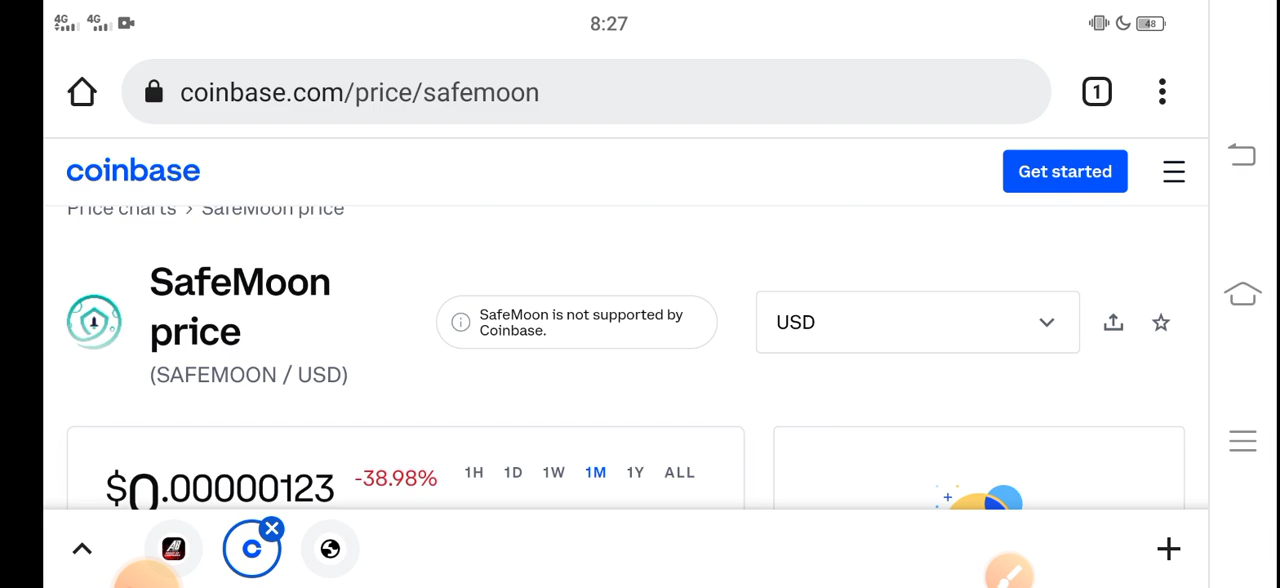 4G 4G 8:27 48
coinbase.com/price/safemoon 1
coinbase Get started
Price charts > SafeMoon price
SafeMoon
price
(SAFEMOON / USD)
SafeMoon is not supported by
Coinbase.
USD
$0.00000123 -38.98% 1H 1D 1W 1M 1Y ALL